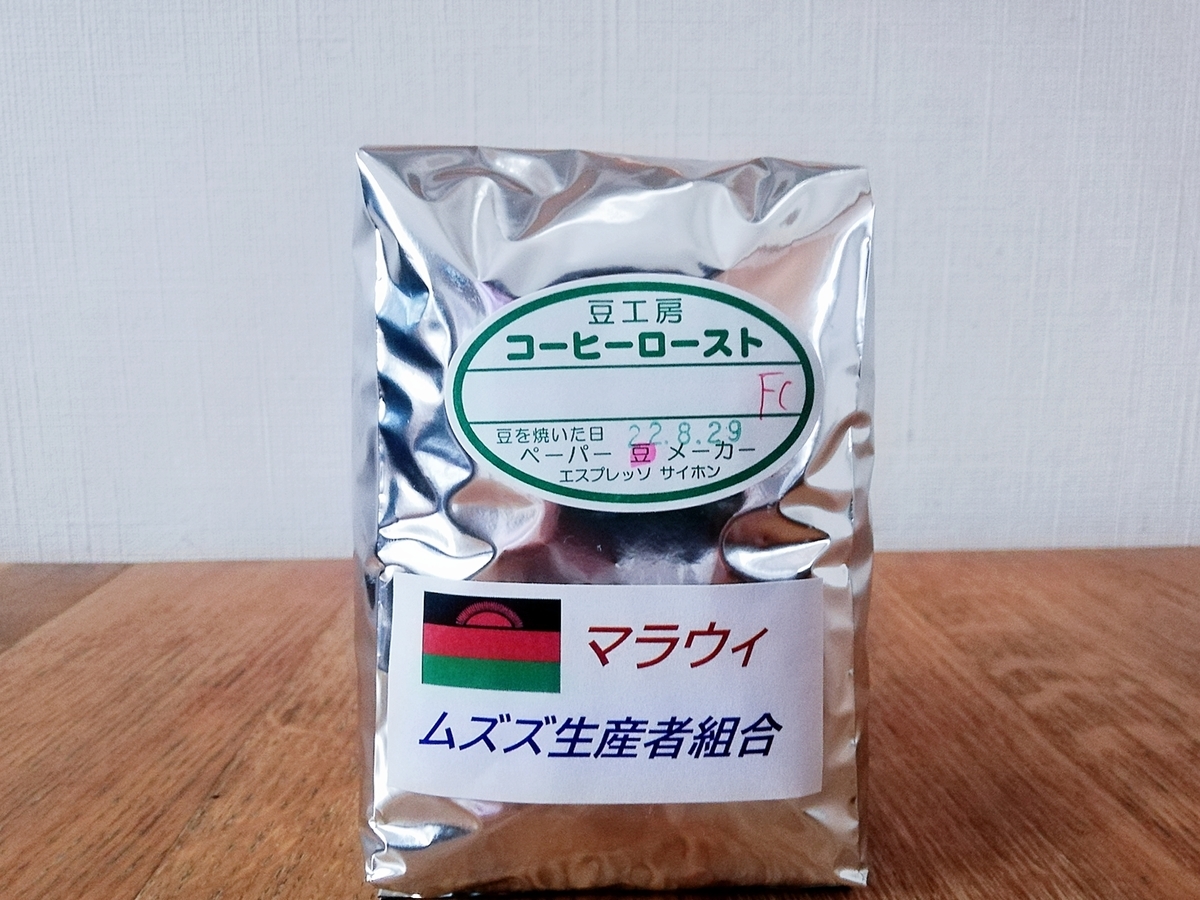 豆工房
コーヒーロースト
FC
豆を焼いた日 22.8.29
ペーパー 豆 メーカー
エスプレッソ サイホン
マラウィ
ムズズ生産者組合